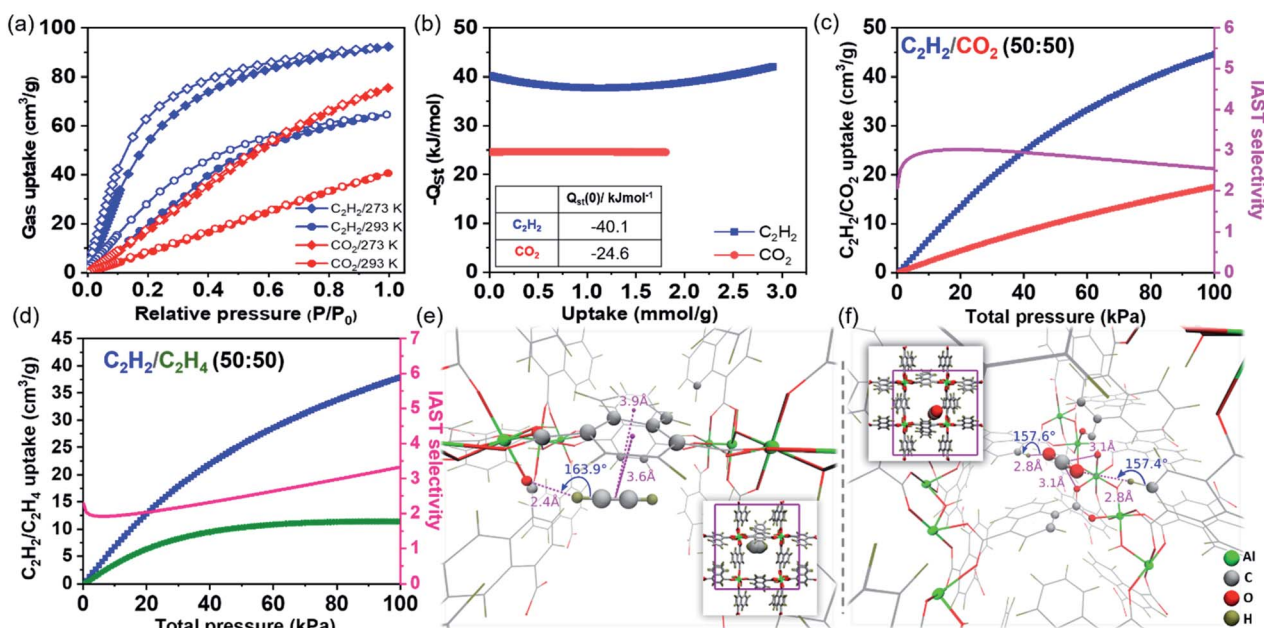 (a)
100
80
60
40
20
0
Gas uptake (cm³/g)
C₂H₂/273 K
C₂H₂/293 K
CO₂/273 K
CO₂/293 K
0.0 0.2 0.4 0.6 0.8 1.0
Relative pressure (P/P₀)
(b)
50
40
30
20
10
0
-Qst (kJ/mol)
Qst(0)/ kJmol⁻¹
C₂H₂ -40.1
CO₂ -24.6
C₂H₂
CO₂
0.0 0.5 1.0 1.5 2.0 2.5 3.0
Uptake (mmol/g)
(c)
C₂H₂/CO₂ (50:50)
50
40
30
20
10
0
C₂H₂/CO₂ uptake (cm³/g)
6
5
4
3
2
1
0
IAST selectivity
0 20 40 60 80 100
Total pressure (kPa)
(d)
C₂H₂/C₂H₄ (50:50)
45
40
35
30
25
20
15
10
5
0
C₂H₂/C₂H₄ uptake (cm³/g)
7
6
5
4
3
2
1
0
IAST selectivity
0 20 40 60 80 100
Total pressure (kPa)
(e)
3.9Å
163.9°
3.6Å
2.4Å
(f)
157.6°
3.1Å
2.8Å
157.4°
3.1Å
2.8Å
Al
C
O
H